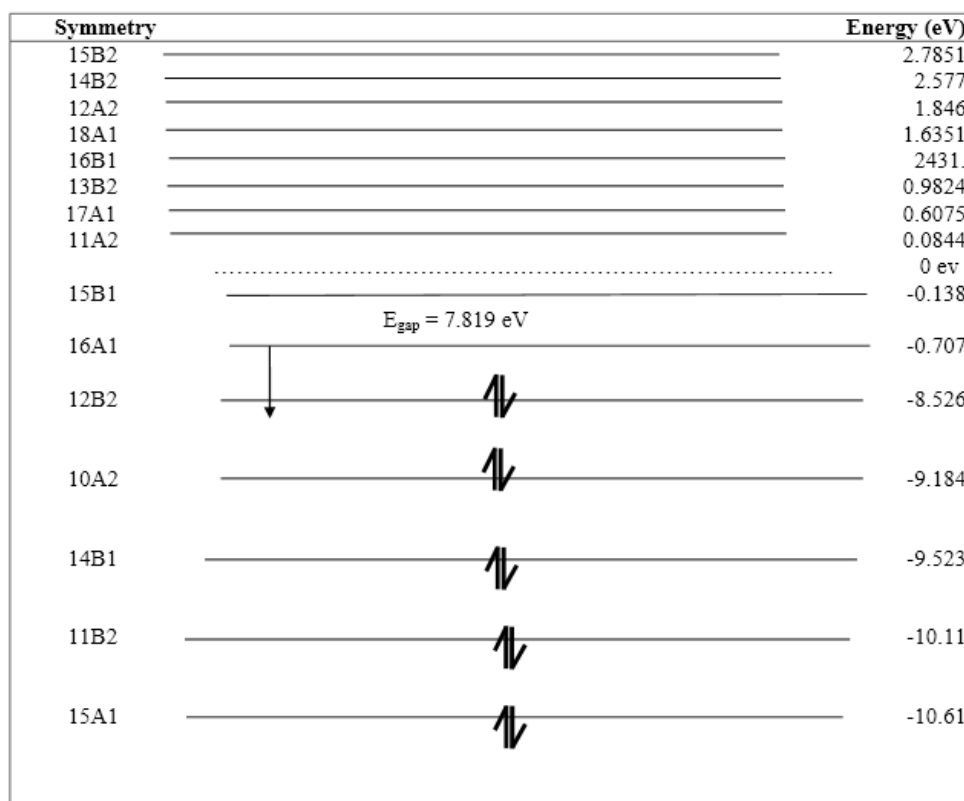 Symmetry Energy (eV)
15B2 2.7851
14B2 2.577
12A2 1.846
18A1 1.6351
16B1 2431.
13B2 0.9824
17A1 0.6075
11A2 0.0844
0 ev
15B1 -0.138
E_gap = 7.819 eV
16A1 -0.707
12B2 -8.526
10A2 -9.184
14B1 -9.523
11B2 -10.11
15A1 -10.61